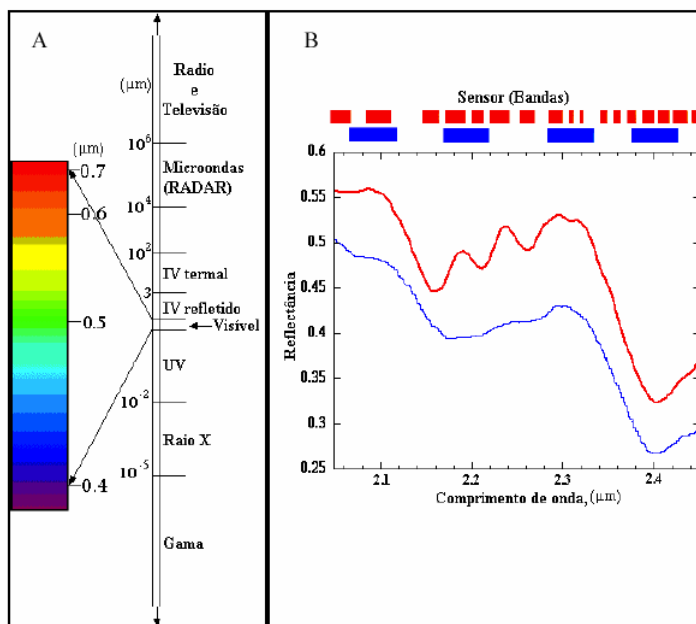 A
(μm)
Radio
e
Televisão
(μm)
10⁶
0.7
Microondas
(RADAR)
0.6
10⁴
10²
IV termal
3
IV refletido
Visível
0.5
UV
10⁻²
Raio X
10⁻⁵
0.4
Gama
B
Sensor (Bandas)
0.6
0.55
0.5
0.45
0.4
0.35
0.3
0.25
Reflectância
2.1 2.2 2.3 2.4
Comprimento de onda, (μm)